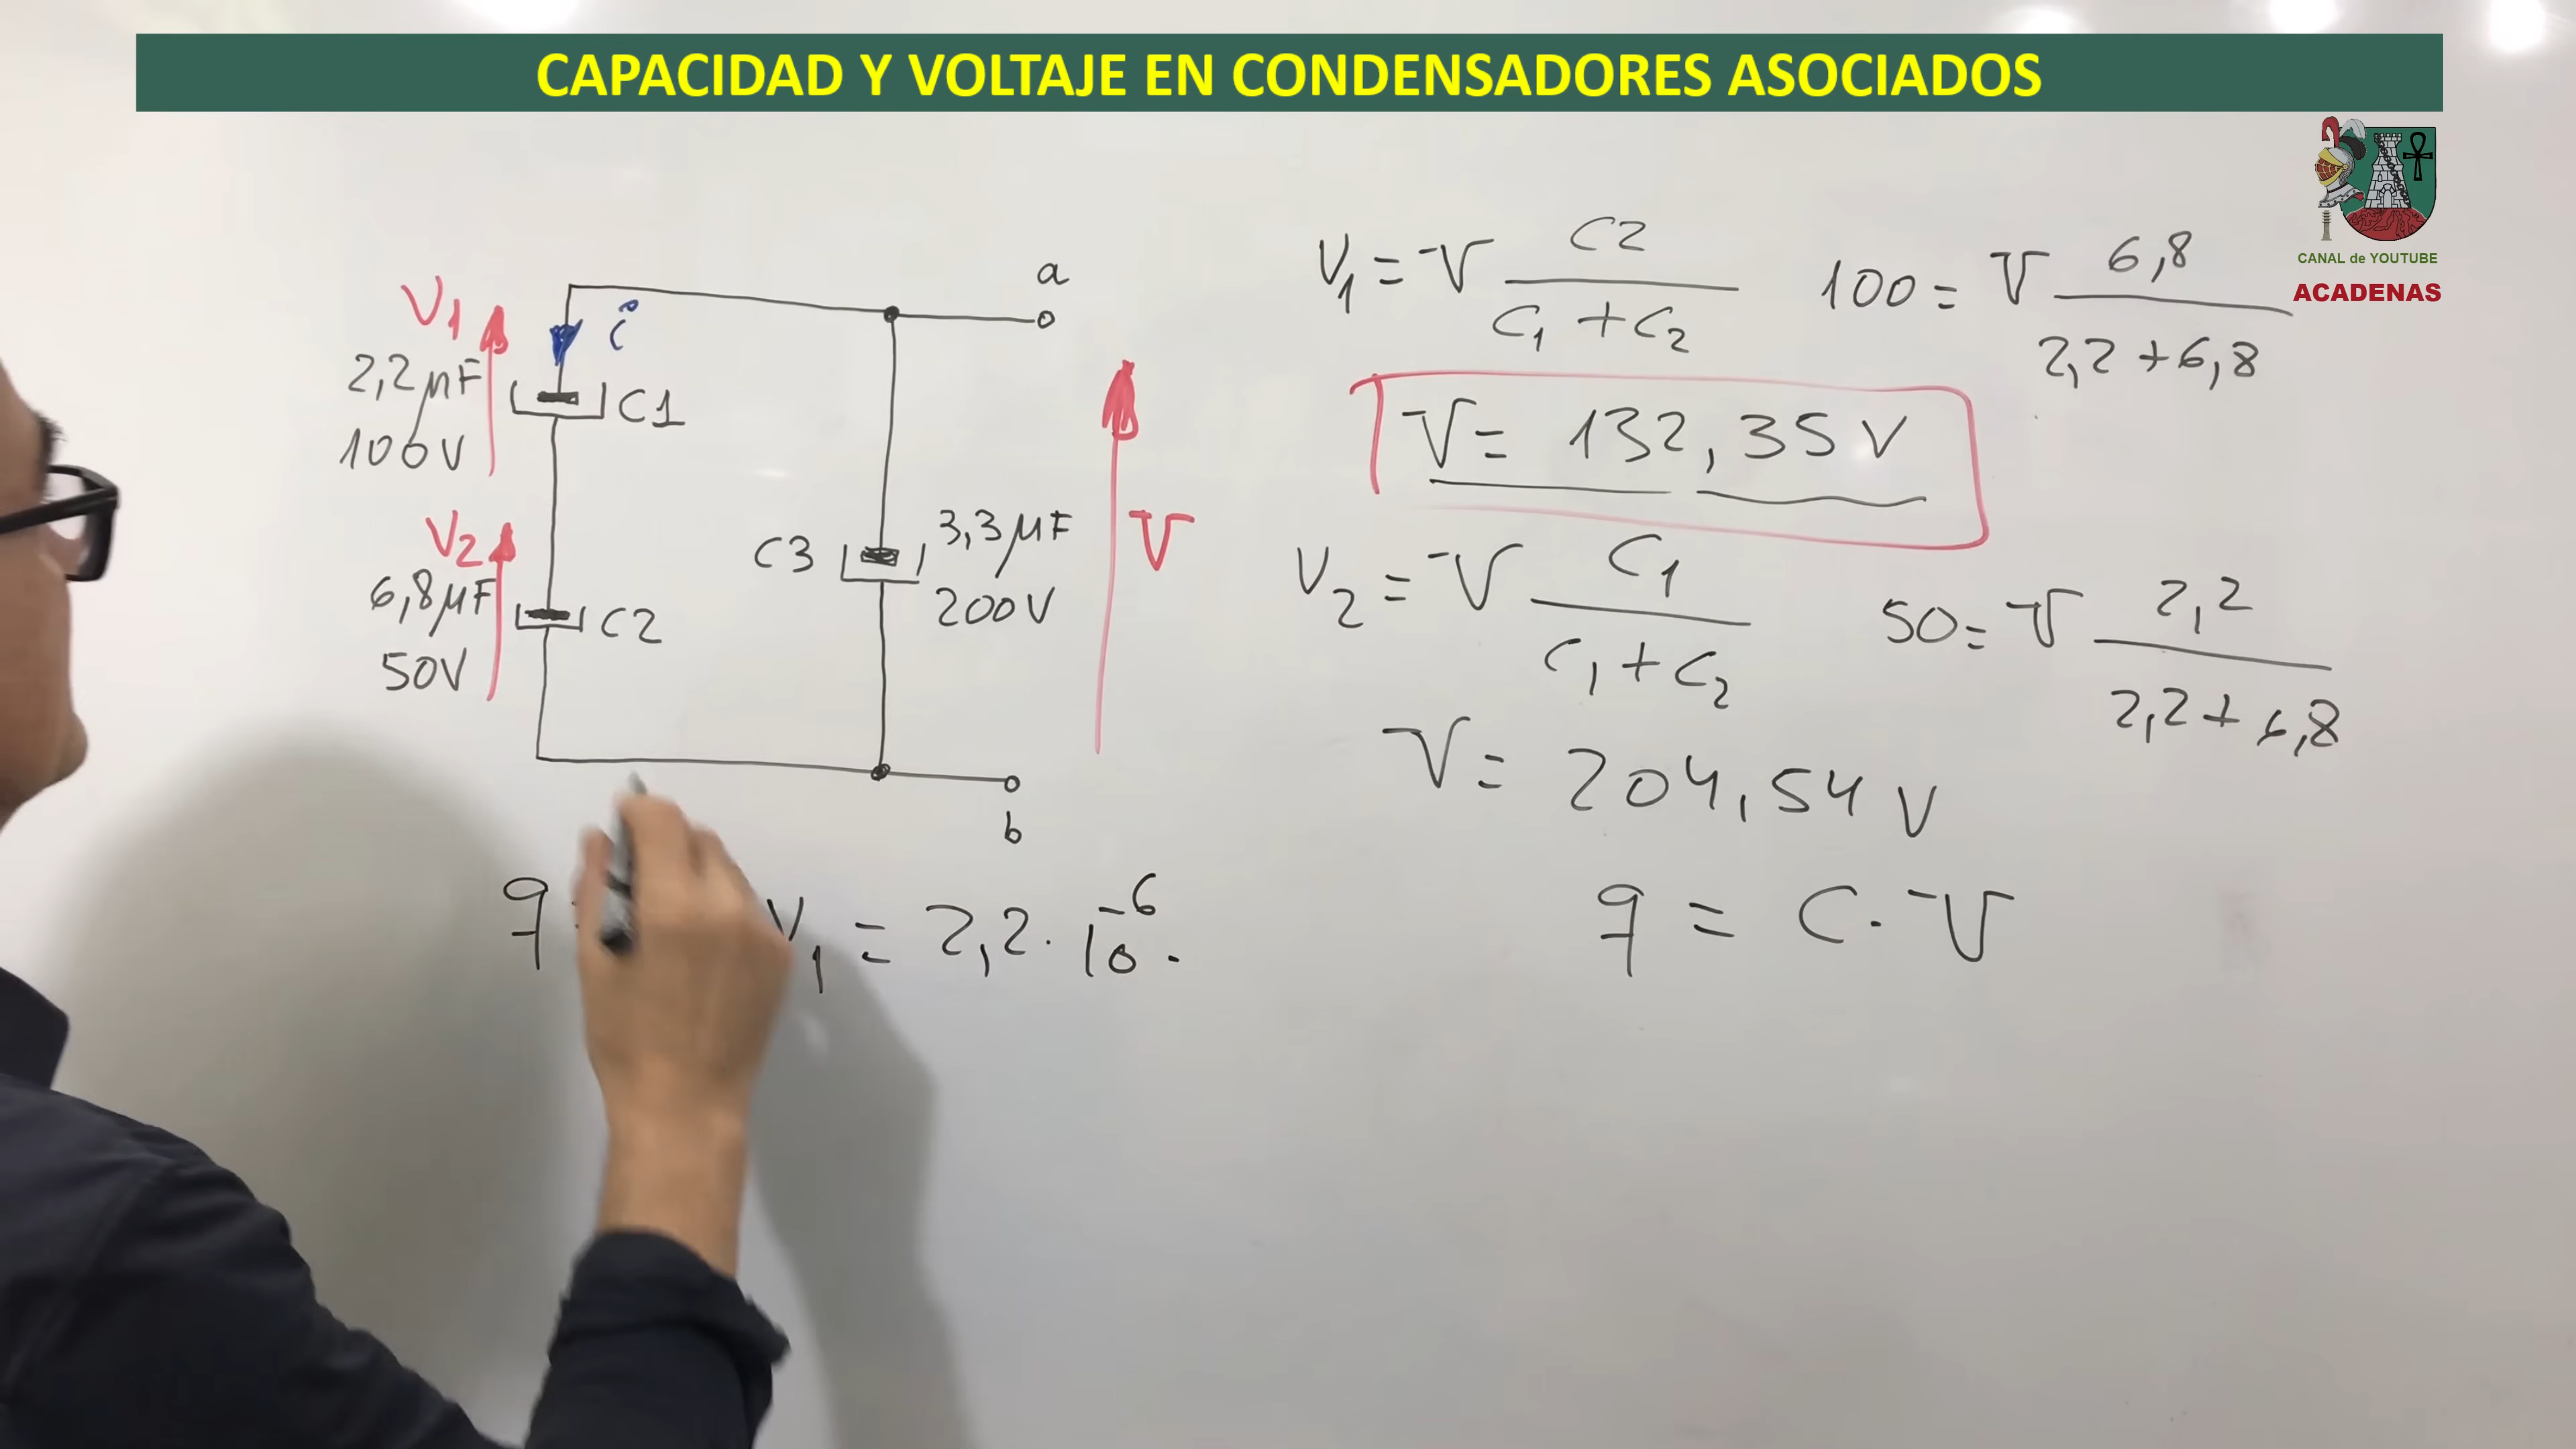 CAPACIDAD Y VOLTAJE EN CONDENSADORES ASOCIADOS
CANAL de YOUTUBE
ACADENAS
a
V1
i
2,2µF
100V
C1
V2
6,8µF
50V
C2
C3
3,3µF
200V
V
b
q V1 = 2,2 · 10^-6 ·
V1 = V C2 / (C1 + C2)
100 = V 6,8 / (2,2 + 6,8)
V = 132,35 V
V2 = V C1 / (C1 + C2)
50 = V 2,2 / (2,2 + 6,8)
V = 204,54 V
q = C · V